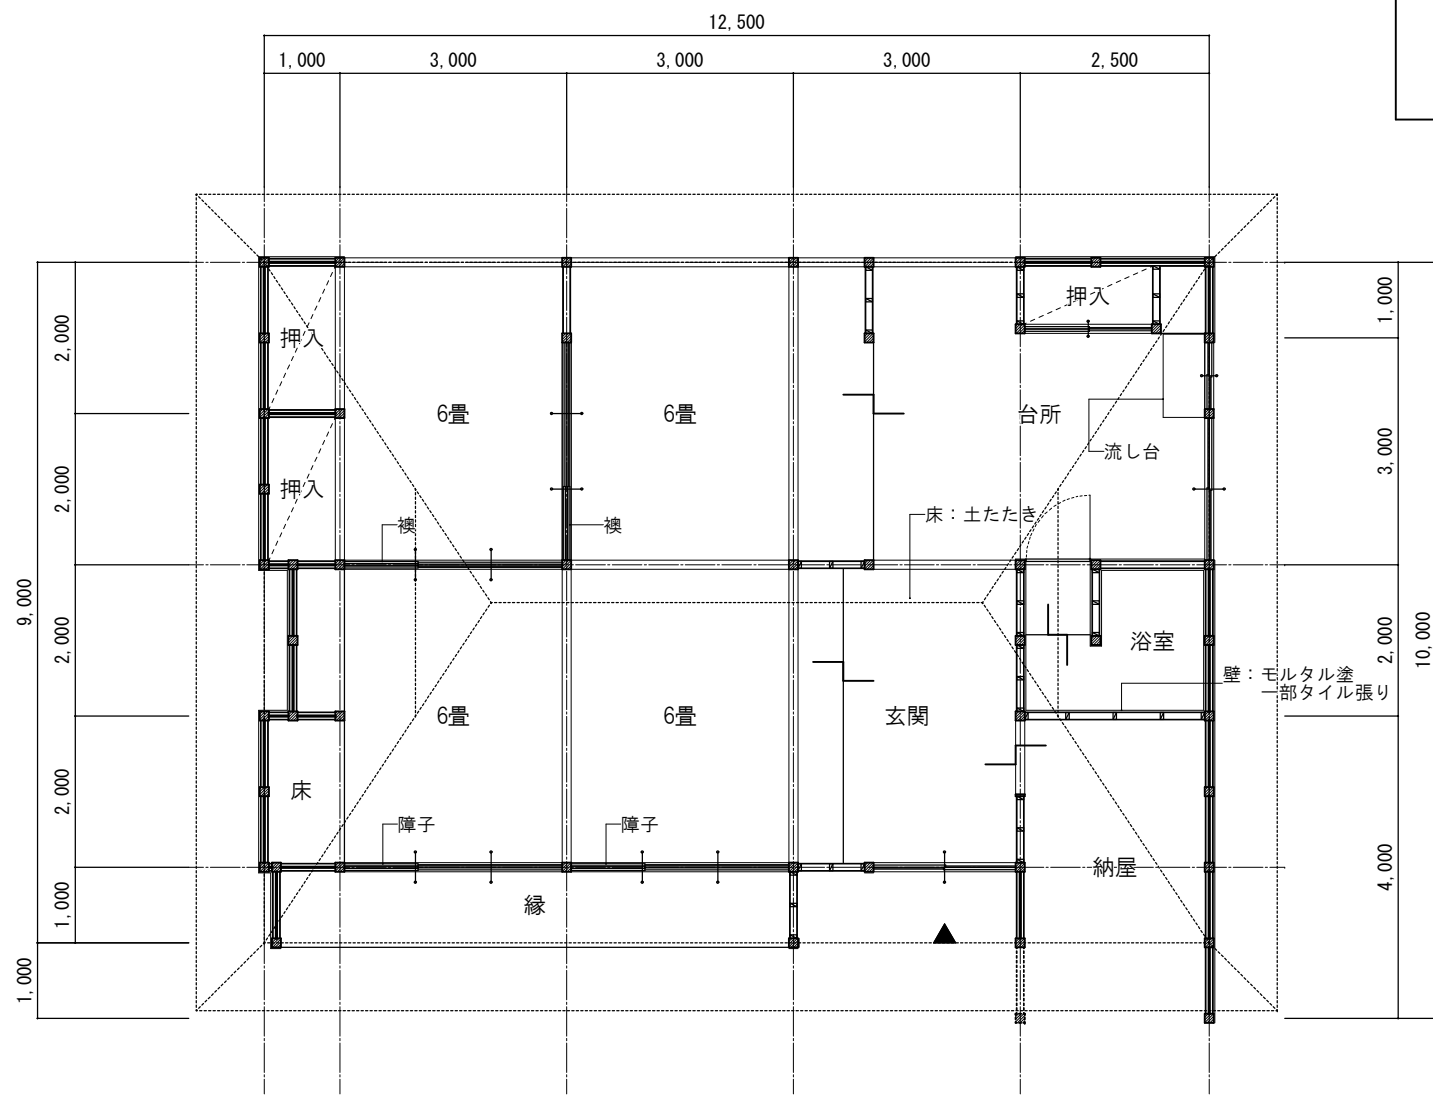 12,500
1,000
3,000
3,000
3,000
2,500
押入
押入
1,000
2,000
押入
6畳
6畳
台所
流し台
3,000
2,000
襖
襖
床：土たたき
9,000
2,000
浴室
2,000
10,000
壁：モルタル塗
一部タイル張り
6畳
6畳
玄関
2,000
床
障子
障子
納屋
4,000
1,000
縁
1,000